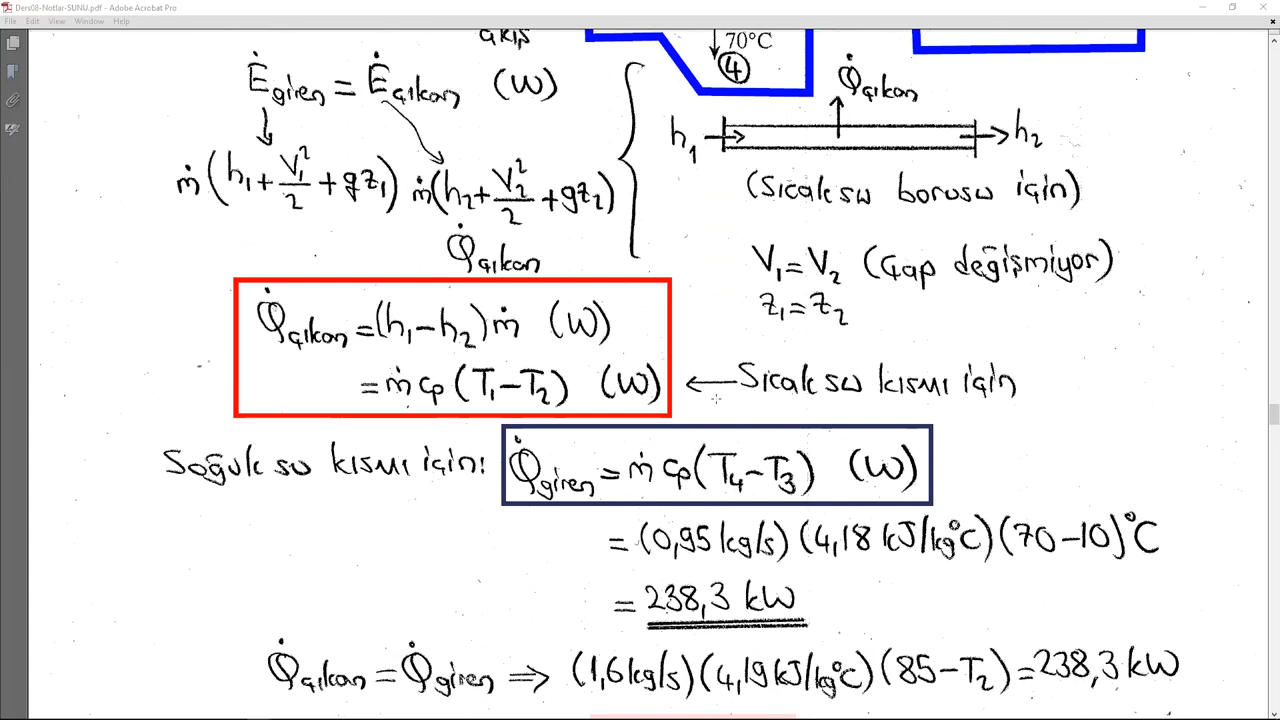 Ders08-Notlar-SUNU.pdf - Adobe Acrobat Pro
File Edit View Window Help
akış
70°C
4
Q̇çıkan
Ėgiren = Ėçıkan (W)
h1 h2
ṁ(h1 + V1²/2 + gz1) ṁ(h2 + V2²/2 + gz2)
(Sıcak su borusu için)
Q̇çıkan
V1 = V2 (Çap değişmiyor)
z1 = z2
Q̇çıkan = (h1 − h2) ṁ (W)
= ṁ cp (T1 − T2) (W) ← Sıcak su kısmı için
Soğuk su kısmı için: Q̇giren = ṁ cp (T4 − T3) (W)
= (0,95 kg/s) (4,18 kJ/kg°C) (70 − 10)°C
= 238,3 kW
Q̇çıkan = Q̇giren ⇒ (1,6 kg/s) (4,19 kJ/kg°C) (85 − T2) = 238,3 kW